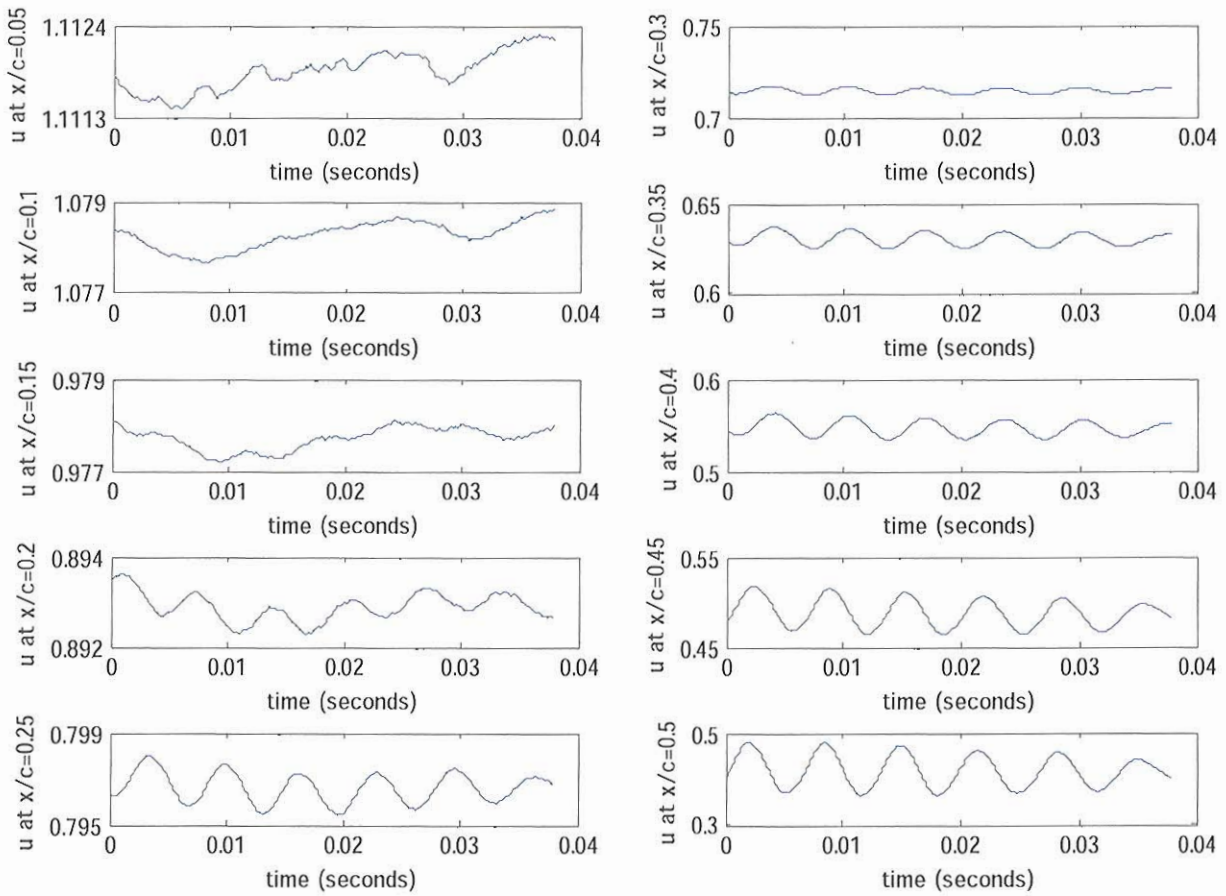 u at x/c=0.05
1.1124
1.1113
0 0.01 0.02 0.03 0.04
time (seconds)
u at x/c=0.1
1.079
1.077
0 0.01 0.02 0.03 0.04
time (seconds)
u at x/c=0.15
0.979
0.977
0 0.01 0.02 0.03 0.04
time (seconds)
u at x/c=0.2
0.894
0.892
0 0.01 0.02 0.03 0.04
time (seconds)
u at x/c=0.25
0.799
0.795
0 0.01 0.02 0.03 0.04
time (seconds)
u at x/c=0.3
0.75
0.7
0 0.01 0.02 0.03 0.04
time (seconds)
u at x/c=0.35
0.65
0.6
0 0.01 0.02 0.03 0.04
time (seconds)
u at x/c=0.4
0.6
0.5
0 0.01 0.02 0.03 0.04
time (seconds)
u at x/c=0.45
0.55
0.45
0 0.01 0.02 0.03 0.04
time (seconds)
u at x/c=0.5
0.5
0.3
0 0.01 0.02 0.03 0.04
time (seconds)